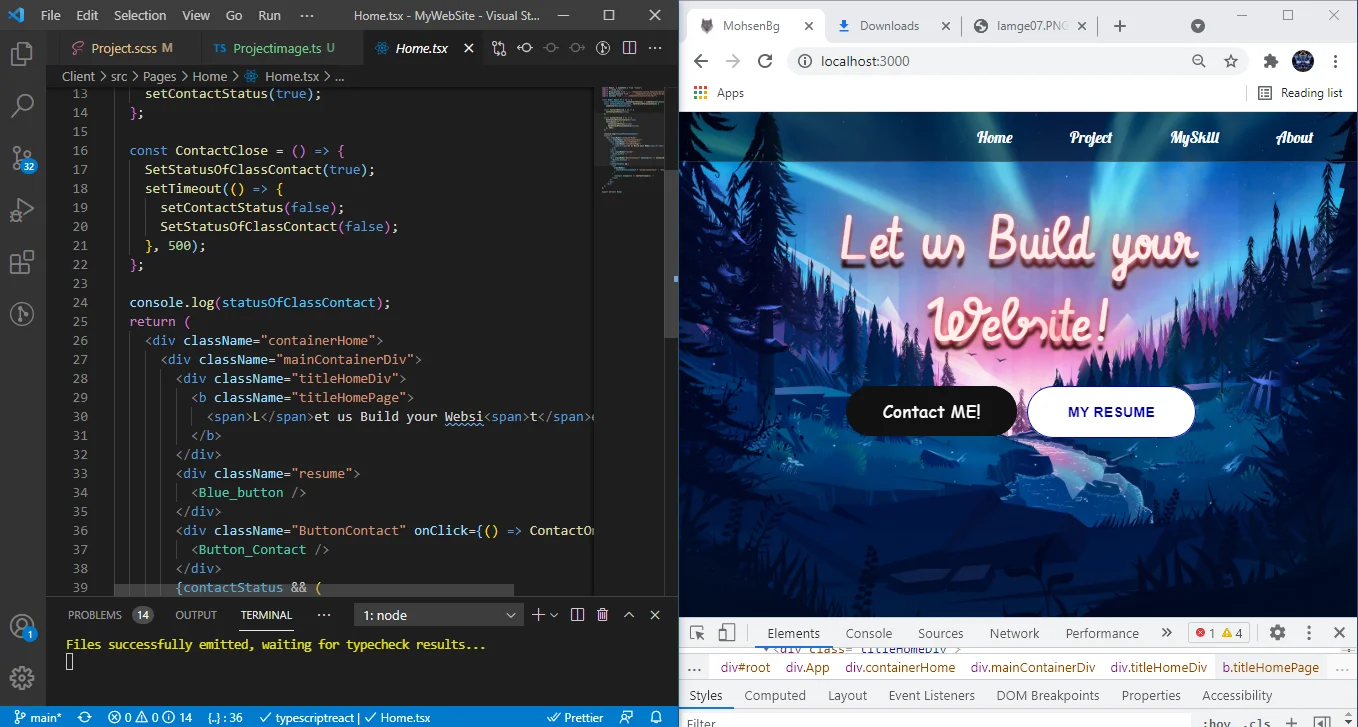 File Edit Selection View Go Run ··· Home.tsx - MyWebSite - Visual St...
Project.scss M TS Projectimage.ts U Home.tsx
Client > src > Pages > Home > Home.tsx > ...
13 setContactStatus(true);
14 };
15
16 const ContactClose = () => {
17 SetStatusOfClassContact(true);
18 setTimeout(() => {
19 setContactStatus(false);
20 SetStatusOfClassContact(false);
21 }, 500);
22 };
23
24 console.log(statusOfClassContact);
25 return (
26 <div className="containerHome">
27 <div className="mainContainerDiv">
28 <div className="titleHomeDiv">
29 <b className="titleHomePage">
30 <span>L</span>et us Build your Websi<span>t</span>e
31 </b>
32 </div>
33 <div className="resume">
34 <Blue_button />
35 </div>
36 <div className="ButtonContact" onClick={() => ContactO
37 <Button_Contact />
38 </div>
39 {contactStatus && (
32
1
PROBLEMS 14 OUTPUT TERMINAL ··· 1: node
Files successfully emitted, waiting for typecheck results...
main* 0 0 14 {..} : 36 typescriptreact | Home.tsx Prettier
MohsenBg Downloads Iamge07.PNG
localhost:3000
Apps Reading list
Home Project MySkill About
Let us Build your
Website!
Contact ME! MY RESUME
Elements Console Sources Network Performance » 1 4
<div class="titleHomeDiv">
... div#root div.App div.containerHome div.mainContainerDiv div.titleHomeDiv b.titleHomePage ...
Styles Computed Layout Event Listeners DOM Breakpoints Properties Accessibility
Filter :hov .cls